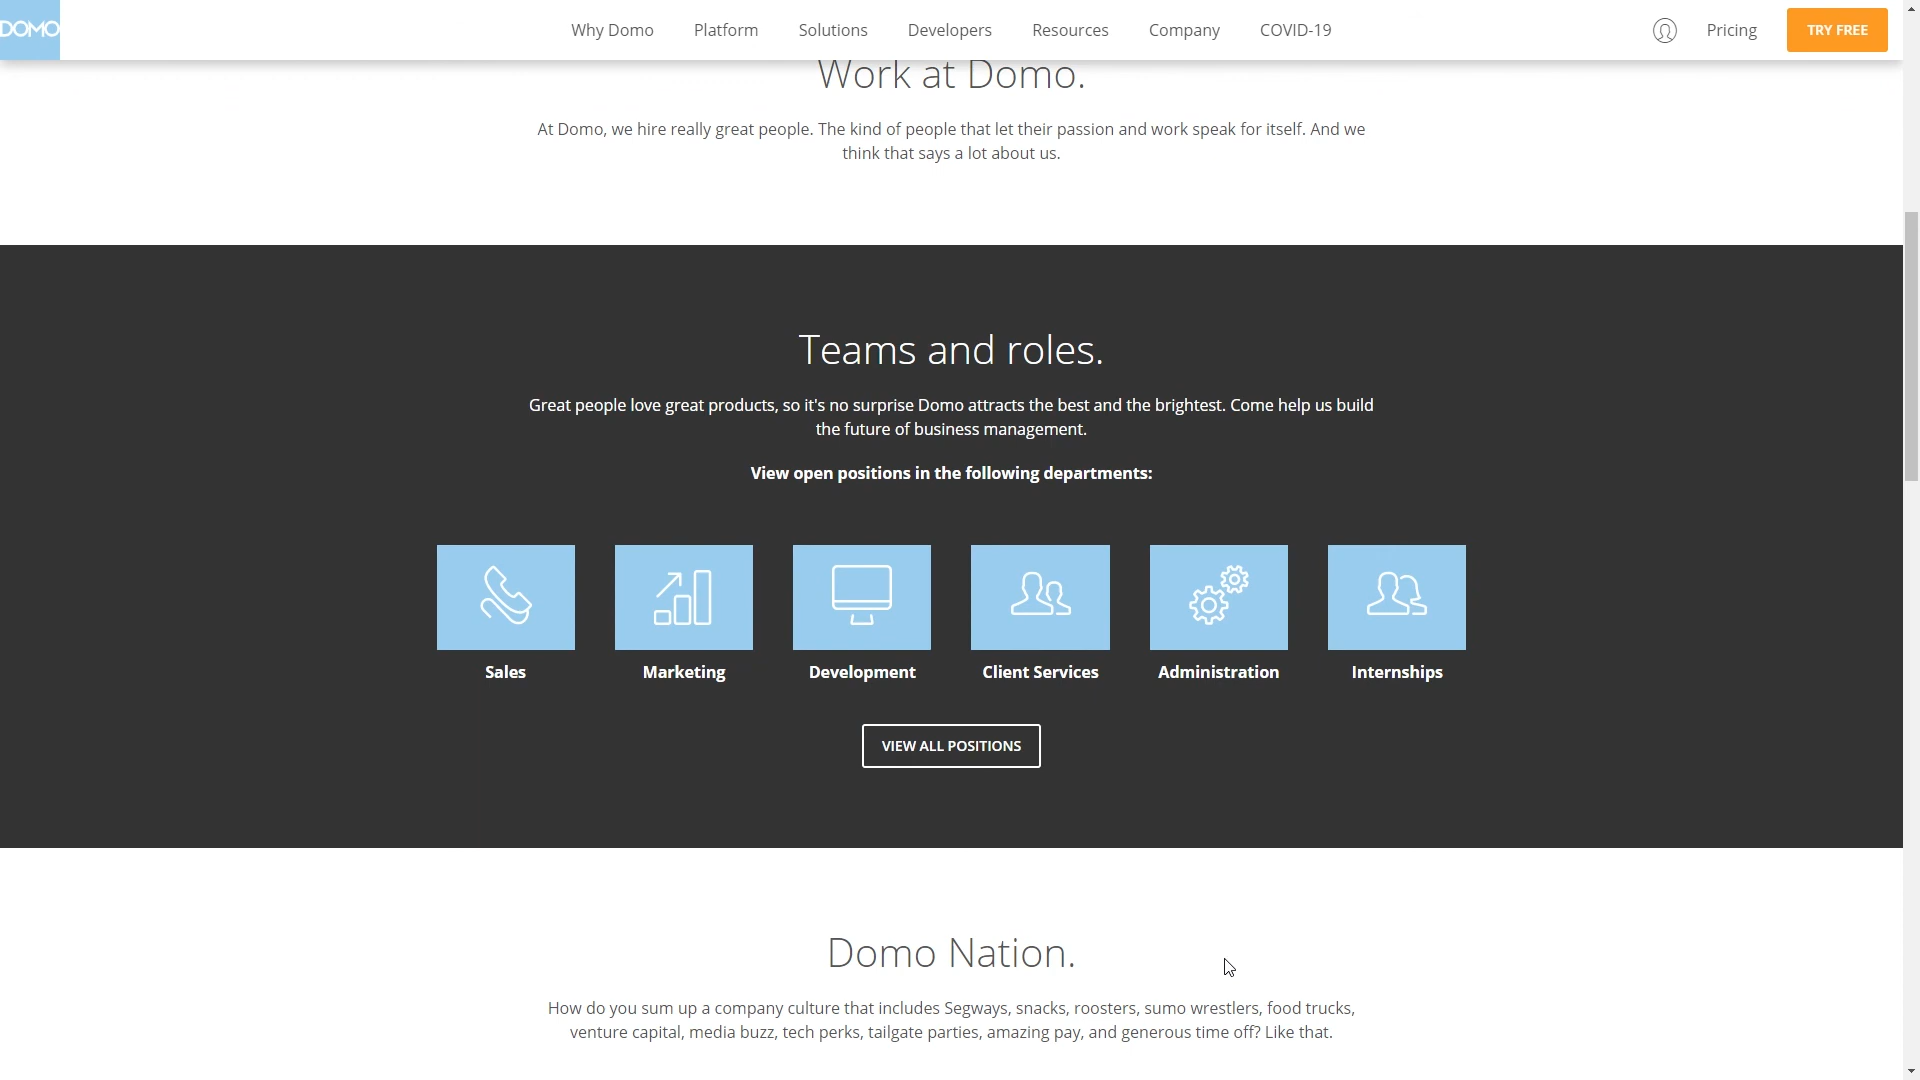 DOMO
Why Domo
Platform
Solutions
Developers
Resources
Company
COVID-19
Pricing
TRY FREE
Work at Domo.
At Domo, we hire really great people. The kind of people that let their passion and work speak for itself. And we
think that says a lot about us.
Teams and roles.
Great people love great products, so it's no surprise Domo attracts the best and the brightest. Come help us build
the future of business management.
View open positions in the following departments:
Sales
Marketing
Development
Client Services
Administration
Internships
VIEW ALL POSITIONS
Domo Nation.
How do you sum up a company culture that includes Segways, snacks, roosters, sumo wrestlers, food trucks,
venture capital, media buzz, tech perks, tailgate parties, amazing pay, and generous time off? Like that.